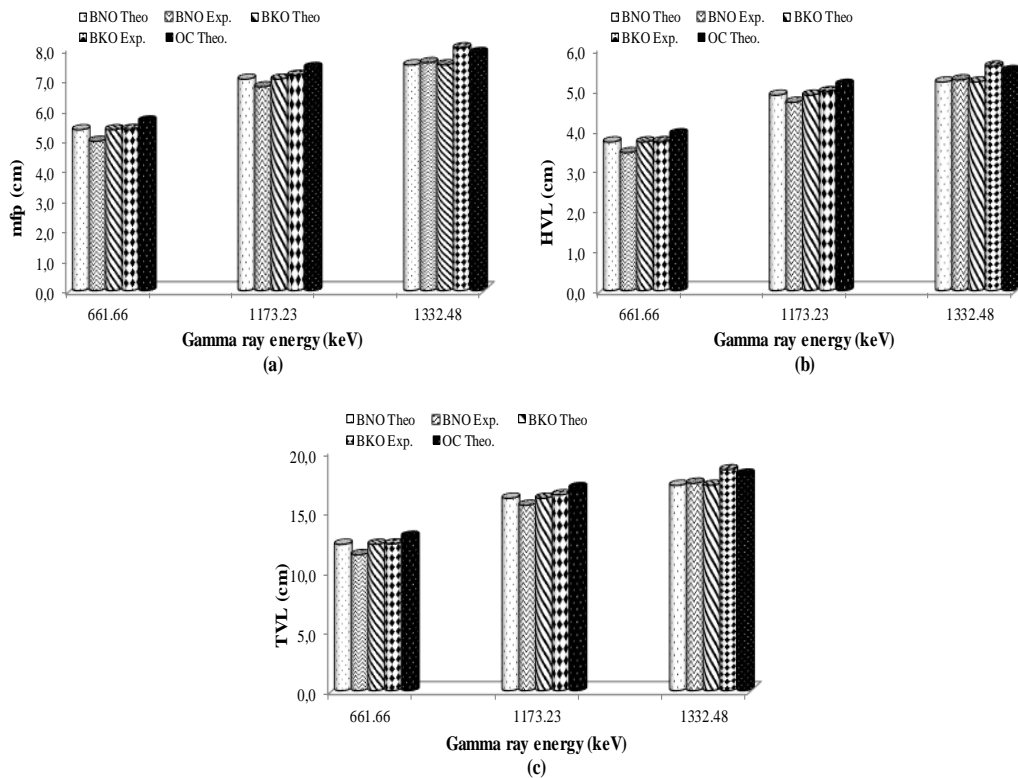 BNO Theo BNO Exp. BKO Theo
BKO Exp. OC Theo.
8,0
7,0
6,0
5,0
4,0
3,0
2,0
1,0
0,0
mfp (cm)
661.66 1173.23 1332.48
Gamma ray energy (keV)
(a)
BNO Theo BNO Exp. BKO Theo
BKO Exp. OC Theo.
6,0
5,0
4,0
3,0
2,0
1,0
0,0
HVL (cm)
661.66 1173.23 1332.48
Gamma ray energy (keV)
(b)
BNO Theo BNO Exp. BKO Theo
BKO Exp. OC Theo.
20,0
15,0
10,0
5,0
0,0
TVL (cm)
661.66 1173.23 1332.48
Gamma ray energy (keV)
(c)